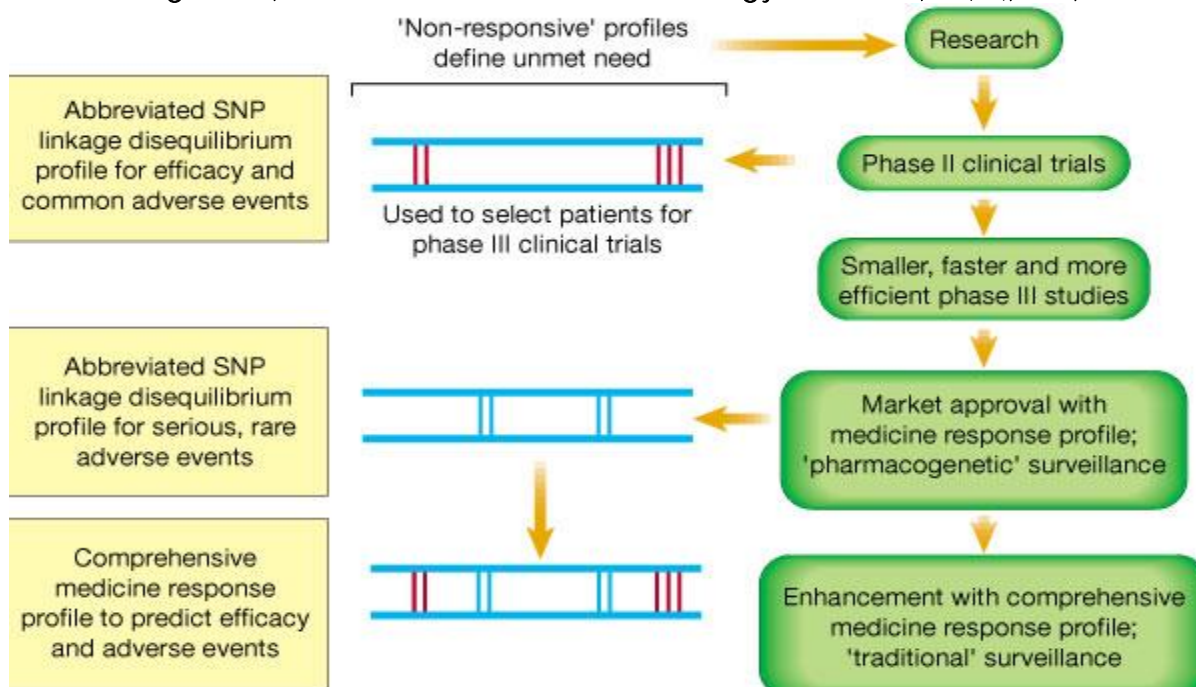 'Non-responsive' profiles
define unmet need
Research
Abbreviated SNP
linkage disequilibrium
profile for efficacy and
common adverse events
Used to select patients for
phase III clinical trials
Phase II clinical trials
Smaller, faster and more
efficient phase III studies
Abbreviated SNP
linkage disequilibrium
profile for serious, rare
adverse events
Market approval with
medicine response profile;
'pharmacogenetic' surveillance
Comprehensive
medicine response
profile to predict efficacy
and adverse events
Enhancement with comprehensive
medicine response profile;
'traditional' surveillance